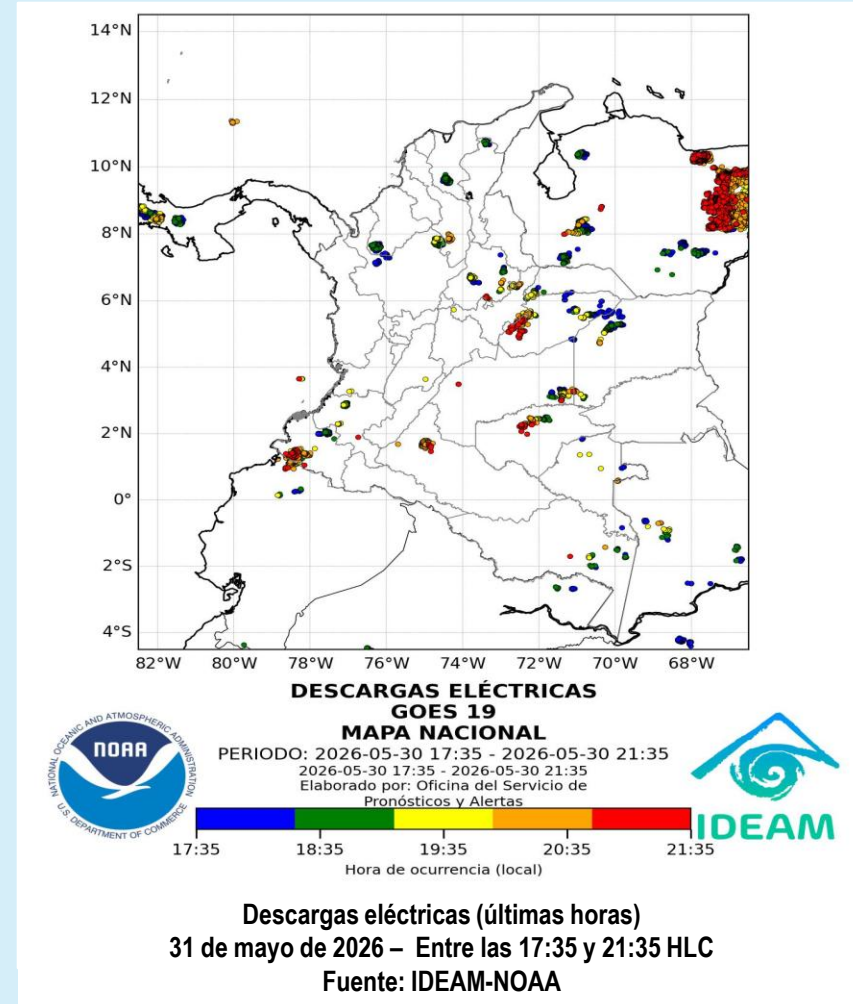 14°N
12°N
10°N
8°N
6°N
4°N
2°N
0°
2°S
4°S
82°W 80°W 78°W 76°W 74°W 72°W 70°W 68°W
DESCARGAS ELÉCTRICAS
GOES 19
MAPA NACIONAL
PERIODO: 2026-05-30 17:35 - 2026-05-30 21:35
2026-05-30 17:35 - 2026-05-30 21:35
Elaborado por: Oficina del Servicio de
Pronósticos y Alertas
NATIONAL OCEANIC AND ATMOSPHERIC ADMINISTRATION
NOAA
U.S. DEPARTMENT OF COMMERCE
IDEAM
17:35 18:35 19:35 20:35 21:35
Hora de ocurrencia (local)
Descargas eléctricas (últimas horas)
31 de mayo de 2026 – Entre las 17:35 y 21:35 HLC
Fuente: IDEAM-NOAA